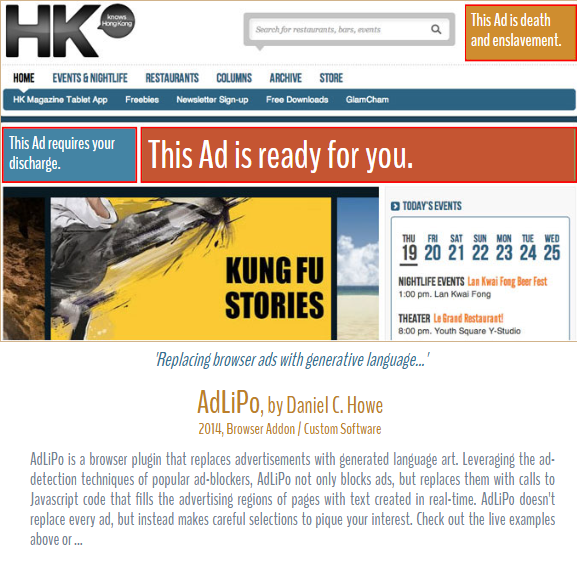 HK
knows
Hong Kong
Search for restaurants, bars, events
This Ad is death
and enslavement.
HOME EVENTS & NIGHTLIFE RESTAURANTS COLUMNS ARCHIVE STORE
HK Magazine Tablet App Freebies Newsletter Sign-up Free Downloads GlamCham
This Ad requires your
discharge.
This Ad is ready for you.
KUNG FU
STORIES
TODAY'S EVENTS
THU FRI SAT SUN MON TUE WED
19 20 21 22 23 24 25
NIGHTLIFE EVENTS Lan Kwai Fong Beer Fest
1:00 pm. Lan Kwai Fong
THEATER Le Grand Restaurant!
8:00 pm. Youth Square Y-Studio
'Replacing browser ads with generative language...'
AdLiPo, by Daniel C. Howe
2014, Browser Addon / Custom Software
AdLiPo is a browser plugin that replaces advertisements with generated language art. Leveraging the ad-
detection techniques of popular ad-blockers, AdLiPo not only blocks ads, but replaces them with calls to
Javascript code that fills the advertising regions of pages with text created in real-time. AdLiPo doesn't
replace every ad, but instead makes careful selections to pique your interest. Check out the live examples
above or ...